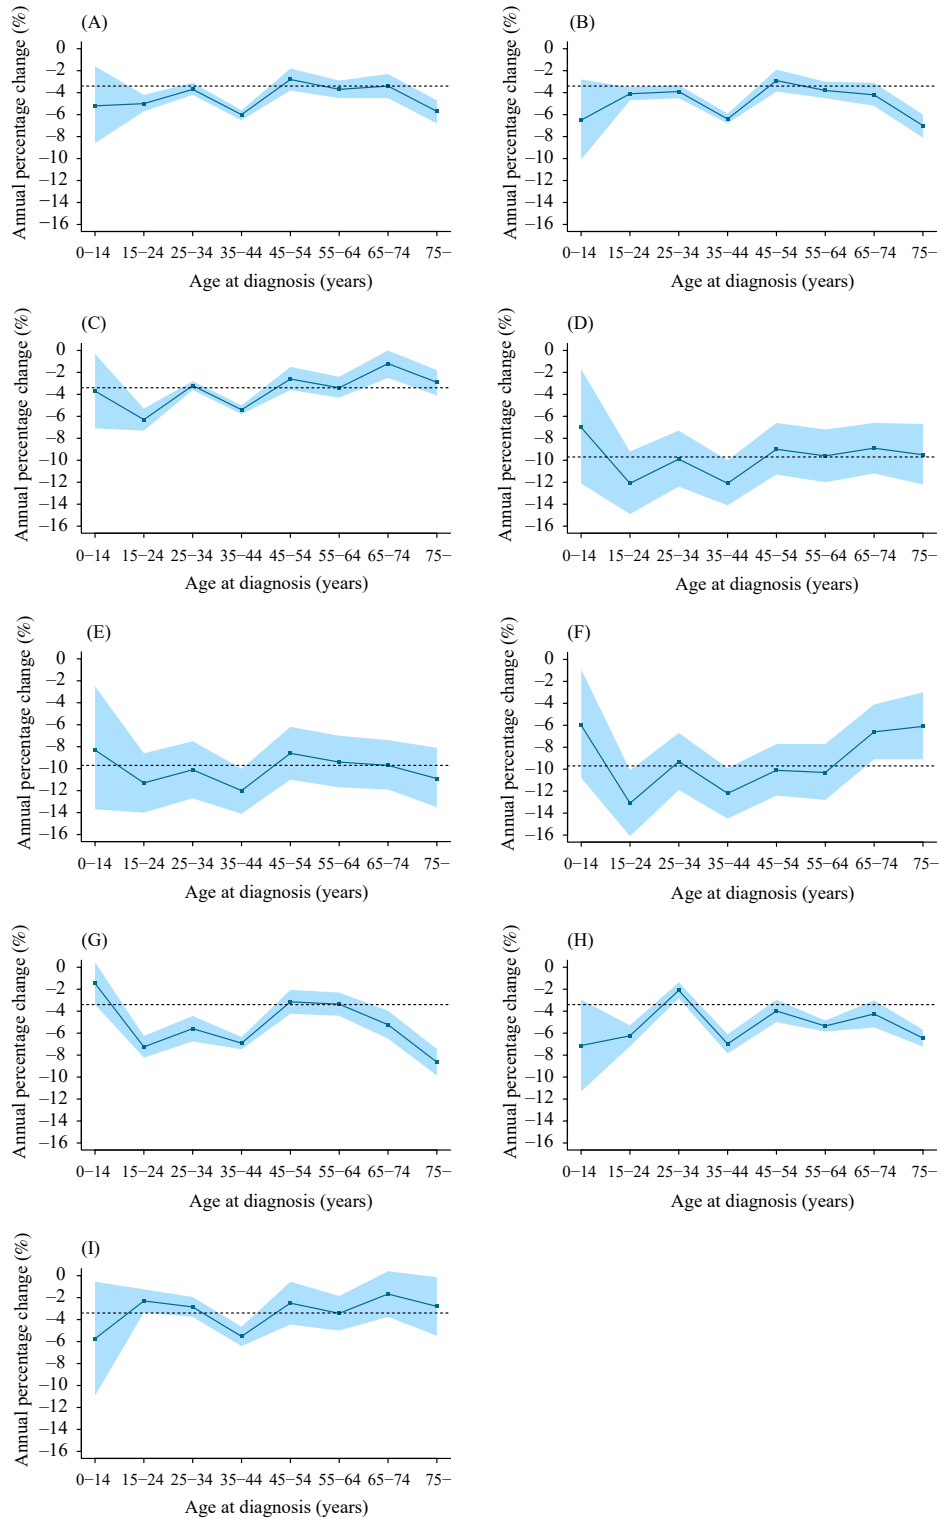 (A)
Annual percentage change (%)
0
−2
−4
−6
−8
−10
−12
−14
−16
0−14 15−24 25−34 35−44 45−54 55−64 65−74 75−
Age at diagnosis (years)
(B)
Annual percentage change (%)
0
−2
−4
−6
−8
−10
−12
−14
−16
0−14 15−24 25−34 35−44 45−54 55−64 65−74 75−
Age at diagnosis (years)
(C)
Annual percentage change (%)
0
−2
−4
−6
−8
−10
−12
−14
−16
0−14 15−24 25−34 35−44 45−54 55−64 65−74 75−
Age at diagnosis (years)
(D)
Annual percentage change (%)
0
−2
−4
−6
−8
−10
−12
−14
−16
0−14 15−24 25−34 35−44 45−54 55−64 65−74 75−
Age at diagnosis (years)
(E)
Annual percentage change (%)
0
−2
−4
−6
−8
−10
−12
−14
−16
0−14 15−24 25−34 35−44 45−54 55−64 65−74 75−
Age at diagnosis (years)
(F)
Annual percentage change (%)
0
−2
−4
−6
−8
−10
−12
−14
−16
0−14 15−24 25−34 35−44 45−54 55−64 65−74 75−
Age at diagnosis (years)
(G)
Annual percentage change (%)
0
−2
−4
−6
−8
−10
−12
−14
−16
0−14 15−24 25−34 35−44 45−54 55−64 65−74 75−
Age at diagnosis (years)
(H)
Annual percentage change (%)
0
−2
−4
−6
−8
−10
−12
−14
−16
0−14 15−24 25−34 35−44 45−54 55−64 65−74 75−
Age at diagnosis (years)
(I)
Annual percentage change (%)
0
−2
−4
−6
−8
−10
−12
−14
−16
0−14 15−24 25−34 35−44 45−54 55−64 65−74 75−
Age at diagnosis (years)